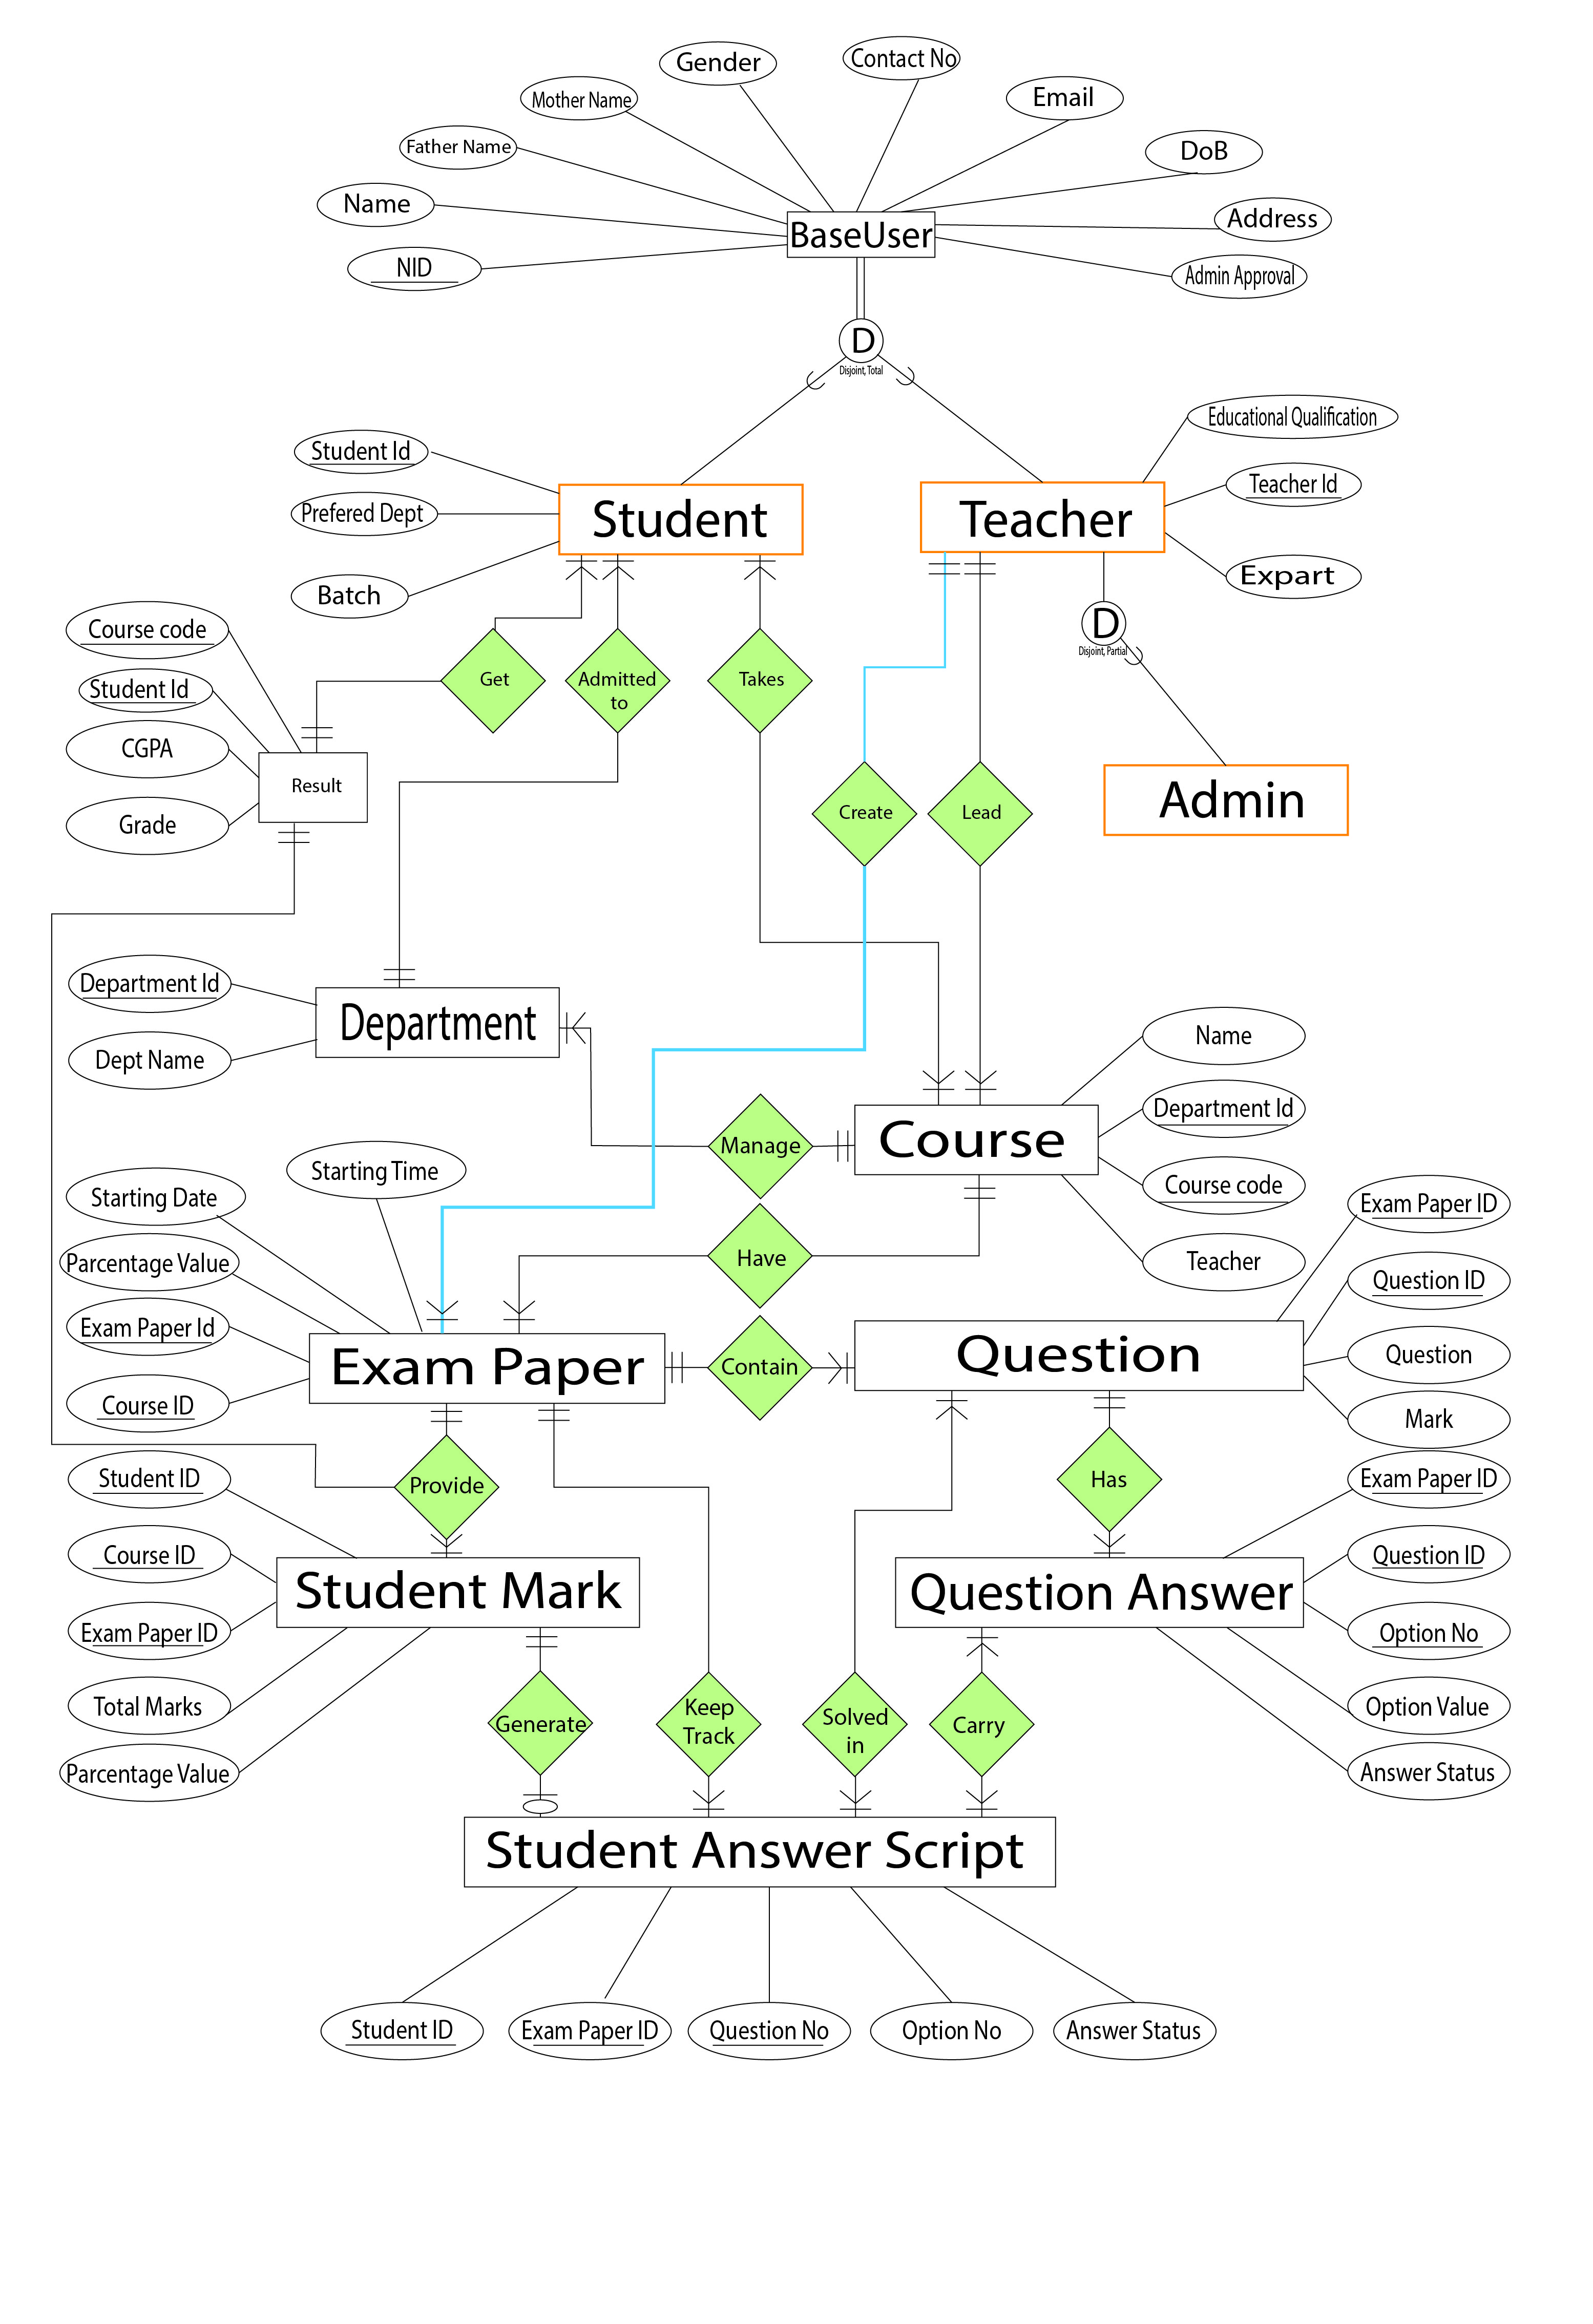 Gender
Contact No
Mother Name
Email
Father Name
DoB
Name
Address
BaseUser
NID
Admin Approval
D
Disjoint, Total
Educational Qualification
Student Id
Teacher Id
Prefered Dept
Student
Teacher
Expart
Batch
D
Disjoint, Partial
Course code
Student Id
Get
Admitted
to
Takes
CGPA
Result
Grade
Create
Lead
Admin
Department Id
Department
Dept Name
Name
Department Id
Manage
Course
Starting Time
Course code
Starting Date
Exam Paper ID
Parcentage Value
Have
Teacher
Question ID
Exam Paper Id
Exam Paper
Contain
Question
Question
Course ID
Mark
Student ID
Provide
Has
Exam Paper ID
Course ID
Student Mark
Question Answer
Question ID
Exam Paper ID
Option No
Total Marks
Generate
Keep
Track
Solved
in
Carry
Option Value
Parcentage Value
Answer Status
Student Answer Script
Student ID
Exam Paper ID
Question No
Option No
Answer Status